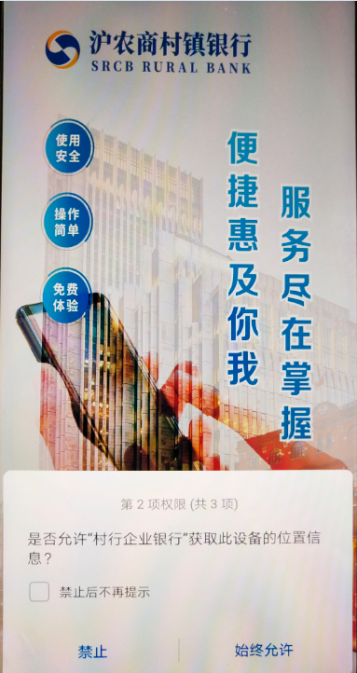 沪农商村镇银行
SRCB RURAL BANK
使用
安全
操作
简单
免费
体验
便捷惠及你我
服务尽在掌握
第 2 项权限 (共 3 项)
是否允许“村行企业银行”获取此设备的位置信
息？
禁止后不再提示
禁止
始终允许